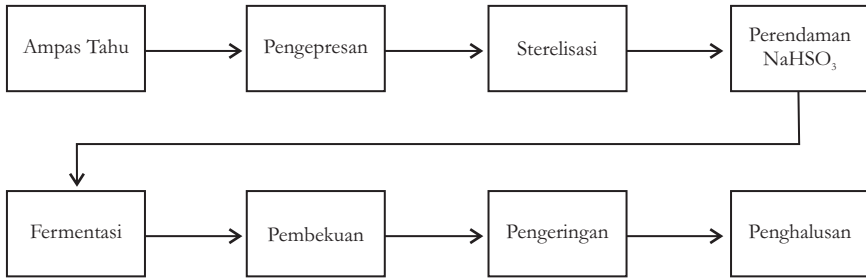 Ampas Tahu
Pengepresan
Sterelisasi
Perendaman
NaHSO₃
Fermentasi
Pembekuan
Pengeringan
Penghalusan